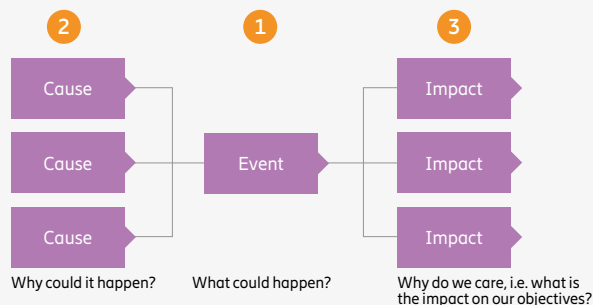 2
1
3
Cause
Impact
Cause
Event
Impact
Cause
Impact
Why could it happen?
What could happen?
Why do we care, i.e. what is
the impact on our objectives?